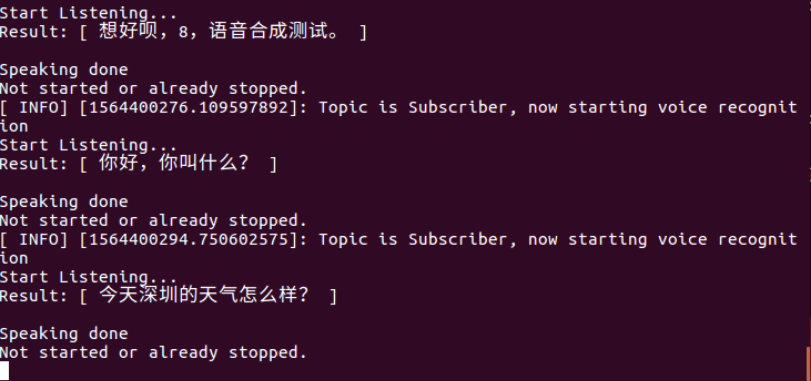 Start Listening...
Result: [ 想好呗，8，语音合成测试。 ]
Speaking done
Not started or already stopped.
[ INFO] [1564400276.109597892]: Topic is Subscriber, now starting voice recognit
ion
Start Listening...
Result: [ 你好，你叫什么？ ]
Speaking done
Not started or already stopped.
[ INFO] [1564400294.750602575]: Topic is Subscriber, now starting voice recognit
ion
Start Listening...
Result: [ 今天深圳的天气怎么样？ ]
Speaking done
Not started or already stopped.